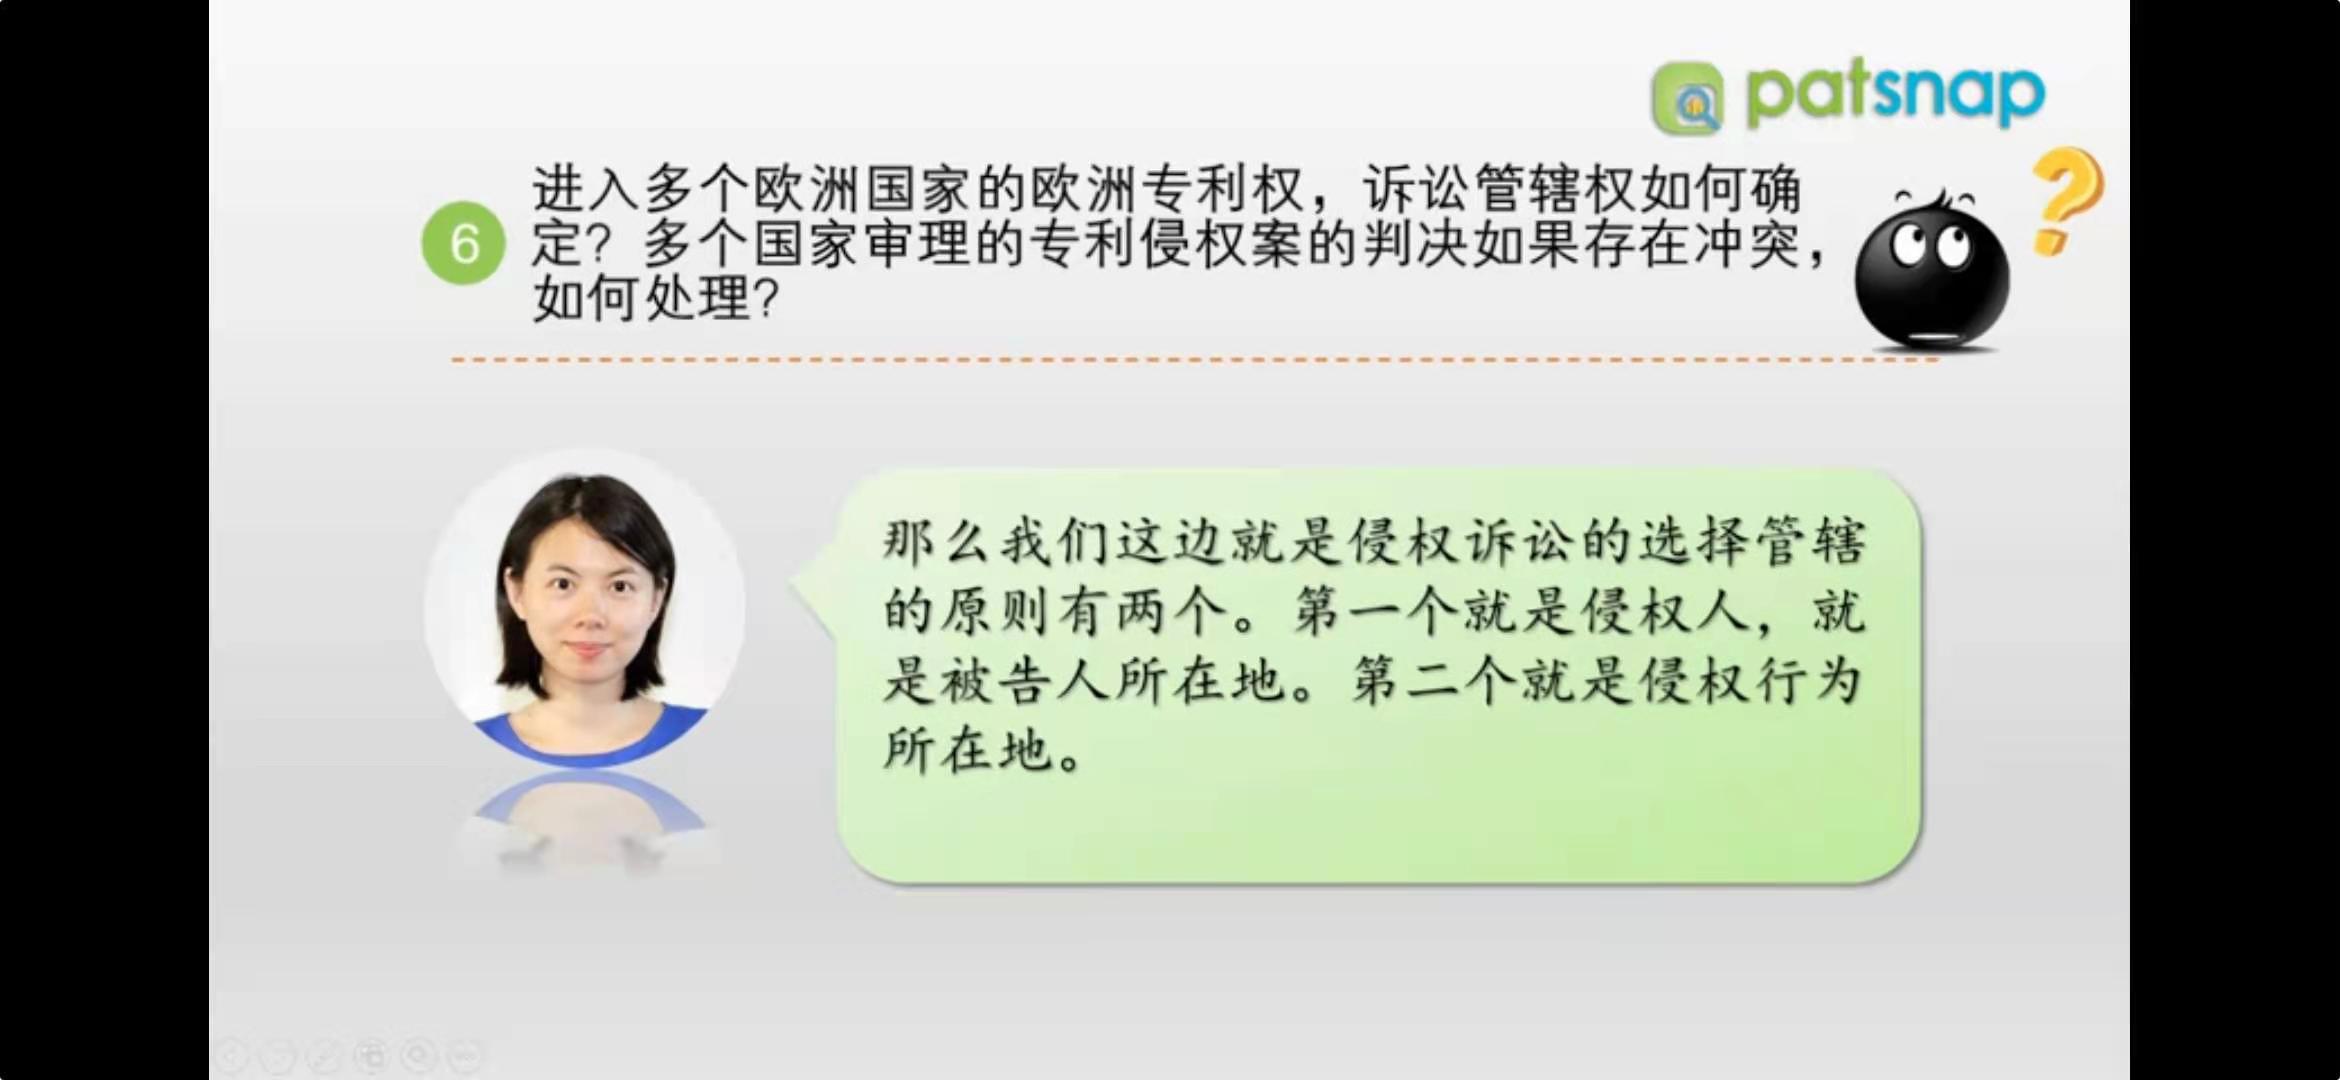 patsnap
6
进入多个欧洲国家的欧洲专利权，诉讼管辖权如何确
定？多个国家审理的专利侵权案的判决如果存在冲突，
如何处理？
那么我们这边就是侵权诉讼的选择管辖
的原则有两个。第一个就是侵权人，就
是被告人所在地。第二个就是侵权行为
所在地。